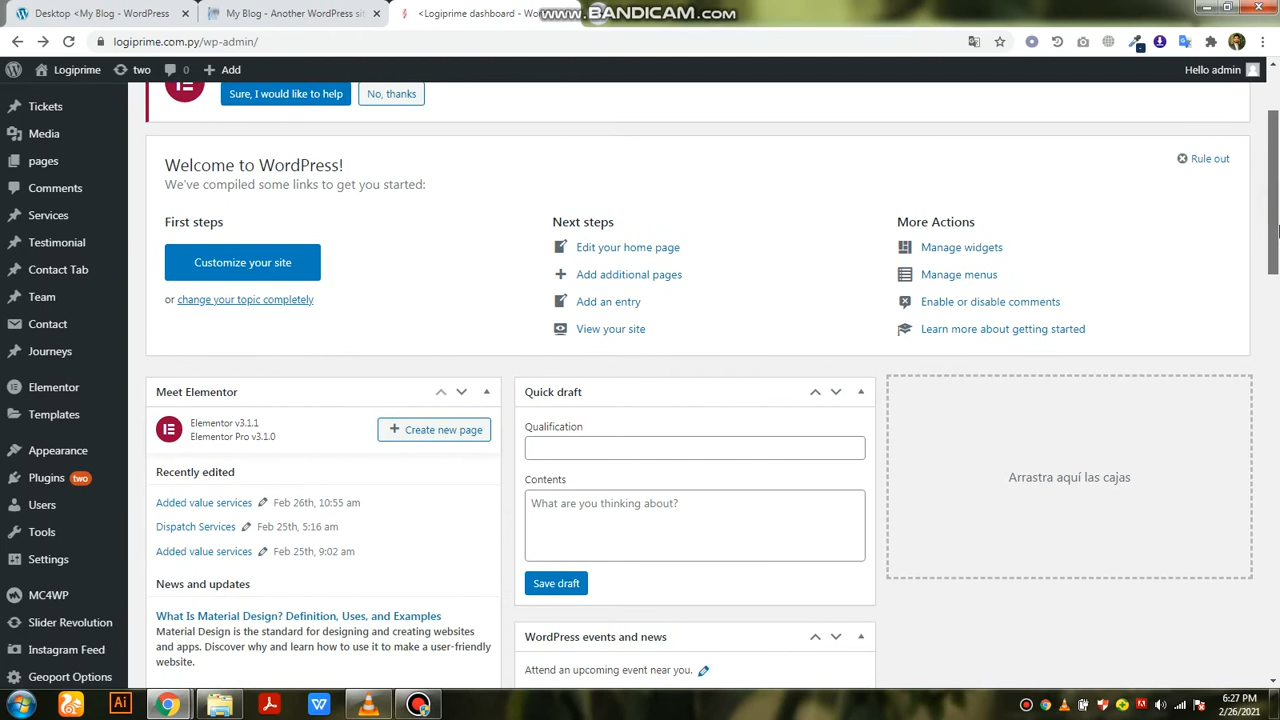 Desktop <My Blog - WordPress
My Blog - Another WordPress si
<Logiprime dashboard - Wo
www.BANDICAM.com
logiprime.com.py/wp-admin/
Logiprime
two
0
Add
Hello admin
Tickets
Media
pages
Comments
Services
Testimonial
Contact Tab
Team
Contact
Journeys
Elementor
Templates
Appearance
Plugins two
Users
Tools
Settings
MC4WP
Slider Revolution
Instagram Feed
Geoport Options
Sure, I would like to help
No, thanks
Welcome to WordPress!
We've compiled some links to get you started:
Rule out
First steps
Customize your site
or change your topic completely
Next steps
Edit your home page
Add additional pages
Add an entry
View your site
More Actions
Manage widgets
Manage menus
Enable or disable comments
Learn more about getting started
Meet Elementor
Elementor v3.1.1
Elementor Pro v3.1.0
Create new page
Recently edited
Added value services Feb 26th, 10:55 am
Dispatch Services Feb 25th, 5:16 am
Added value services Feb 25th, 9:02 am
News and updates
What Is Material Design? Definition, Uses, and Examples
Material Design is the standard for designing and creating websites
and apps. Discover why and learn how to use it to make a user-friendly
website.
Quick draft
Qualification
Contents
What are you thinking about?
Save draft
WordPress events and news
Attend an upcoming event near you.
Arrastra aquí las cajas
Ai
6:27 PM
2/26/2021